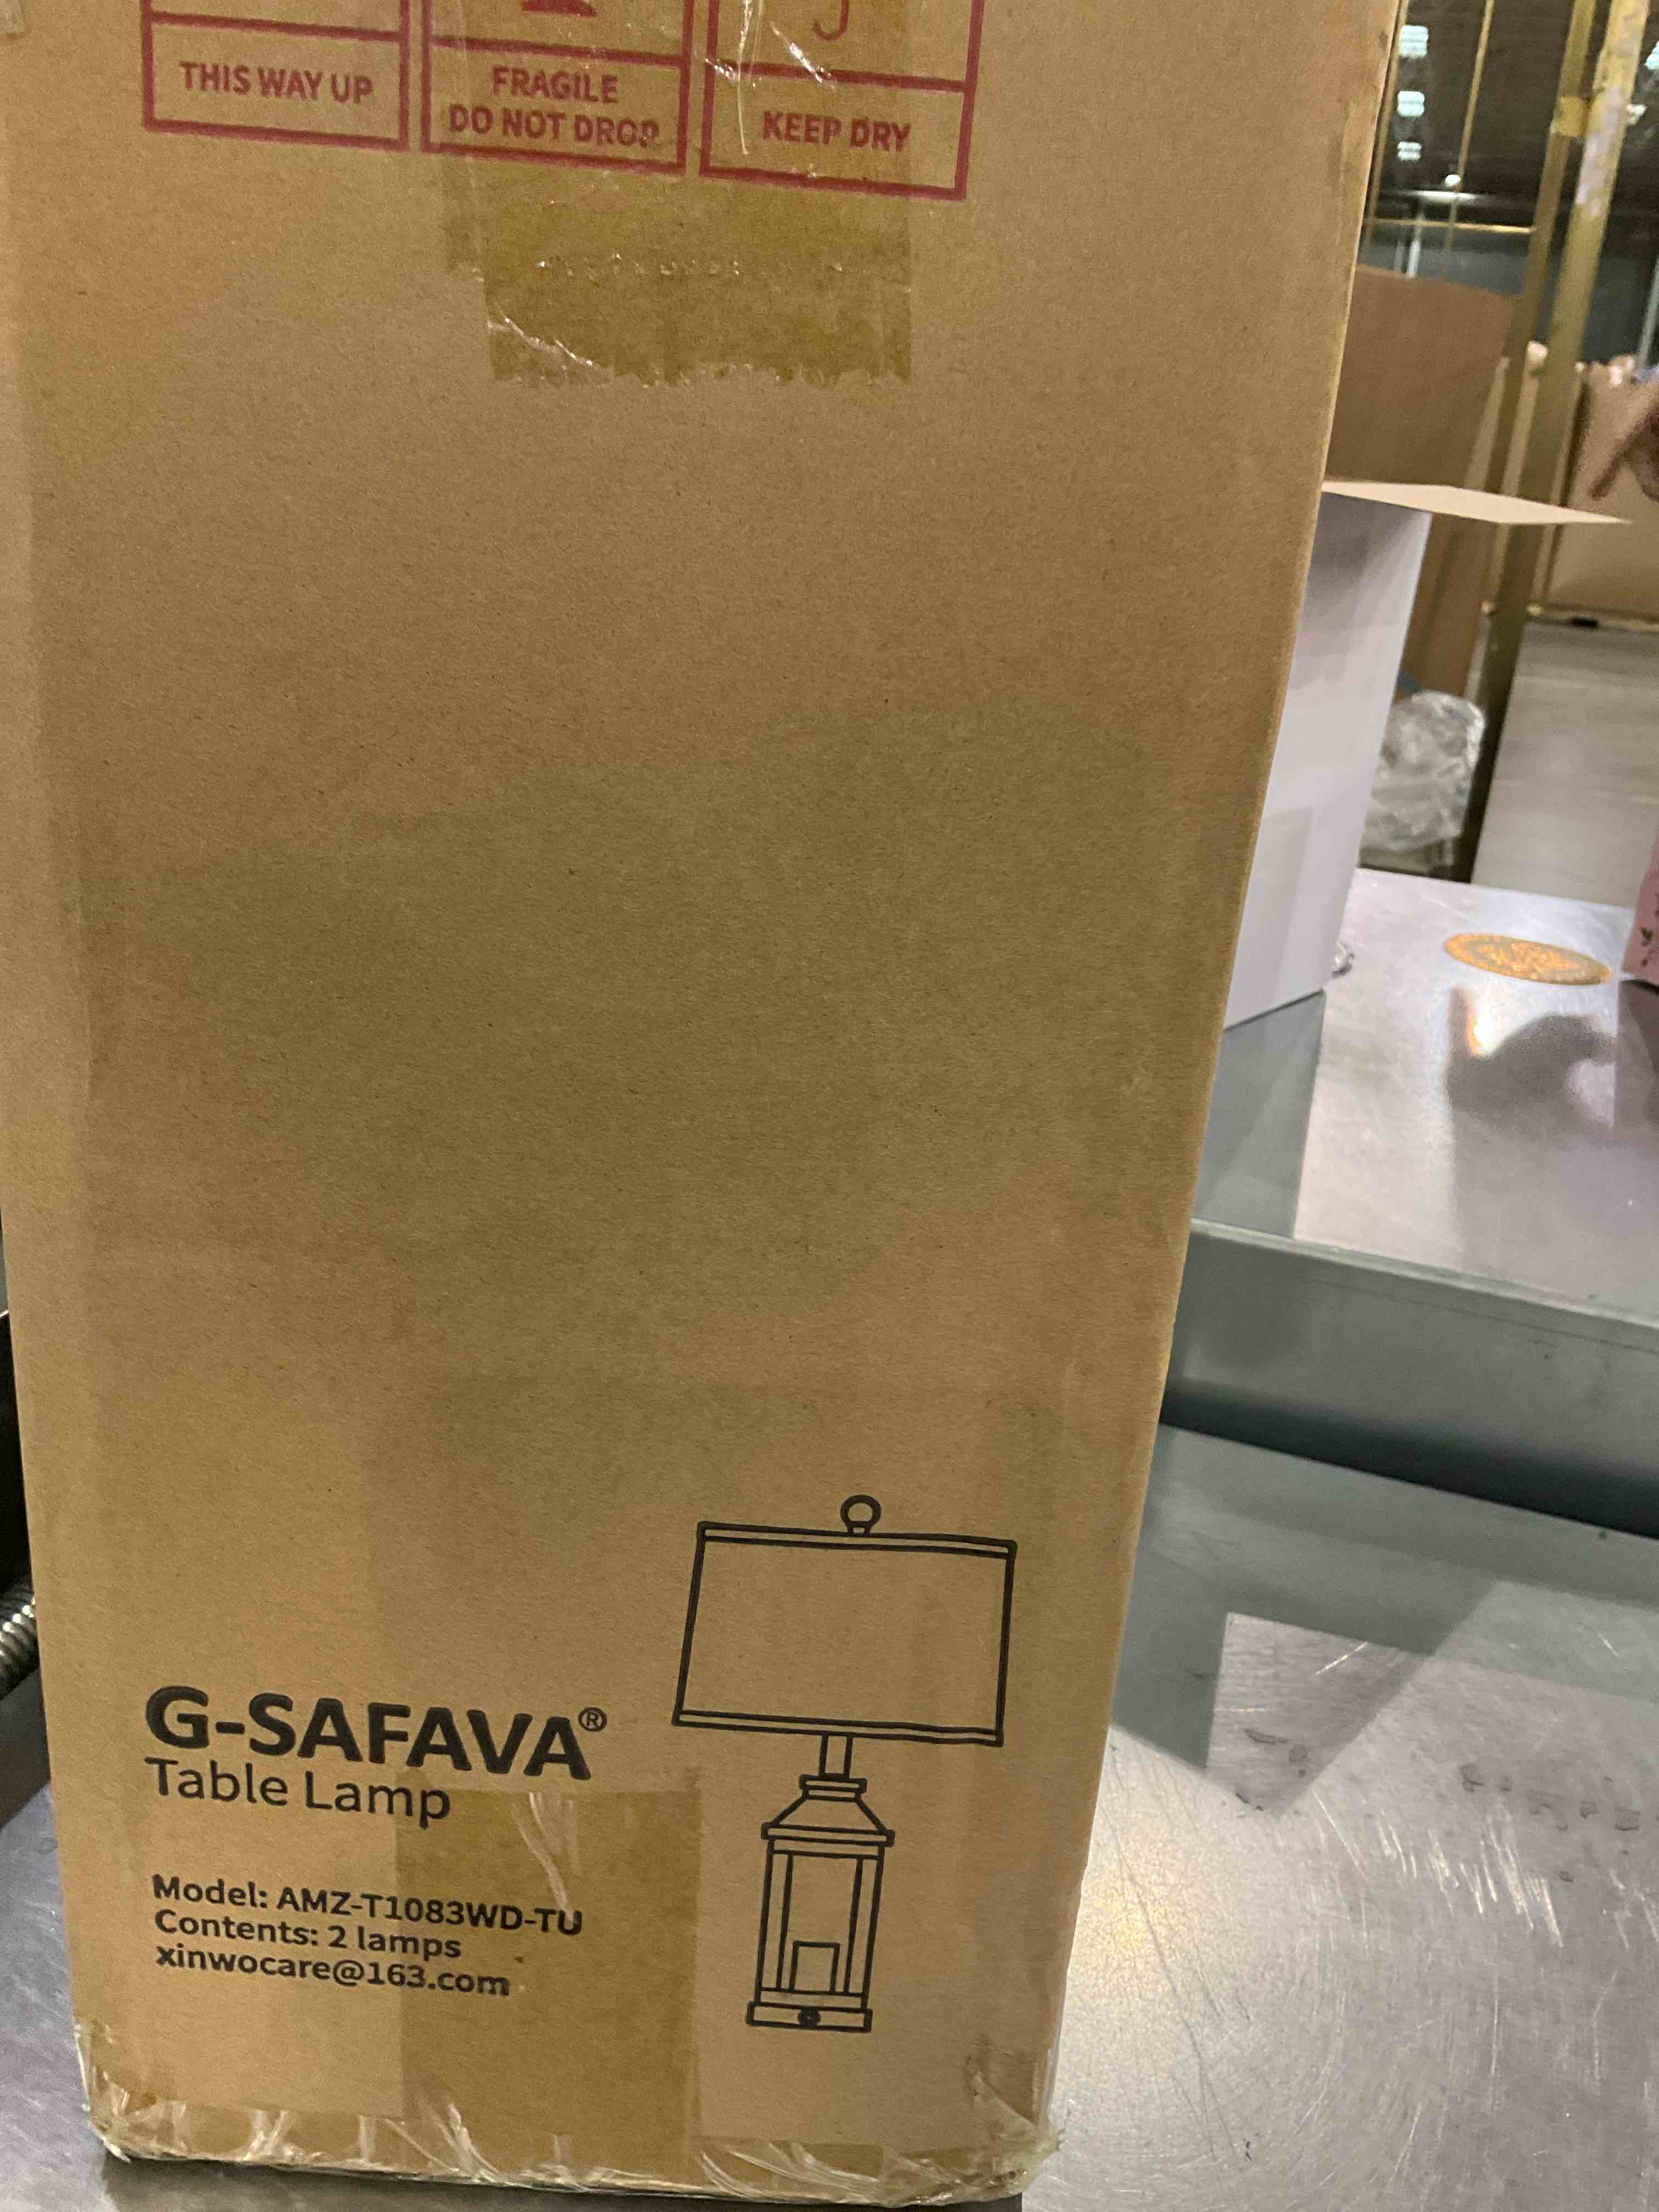 THIS WAY UP
FRAGILE
DO NOT DROP
KEEP DRY
G-SAFAVA®
Table Lamp
Model: AMZ-T1083WD-TU
Contents: 2 lamps
xinwocare@163.com